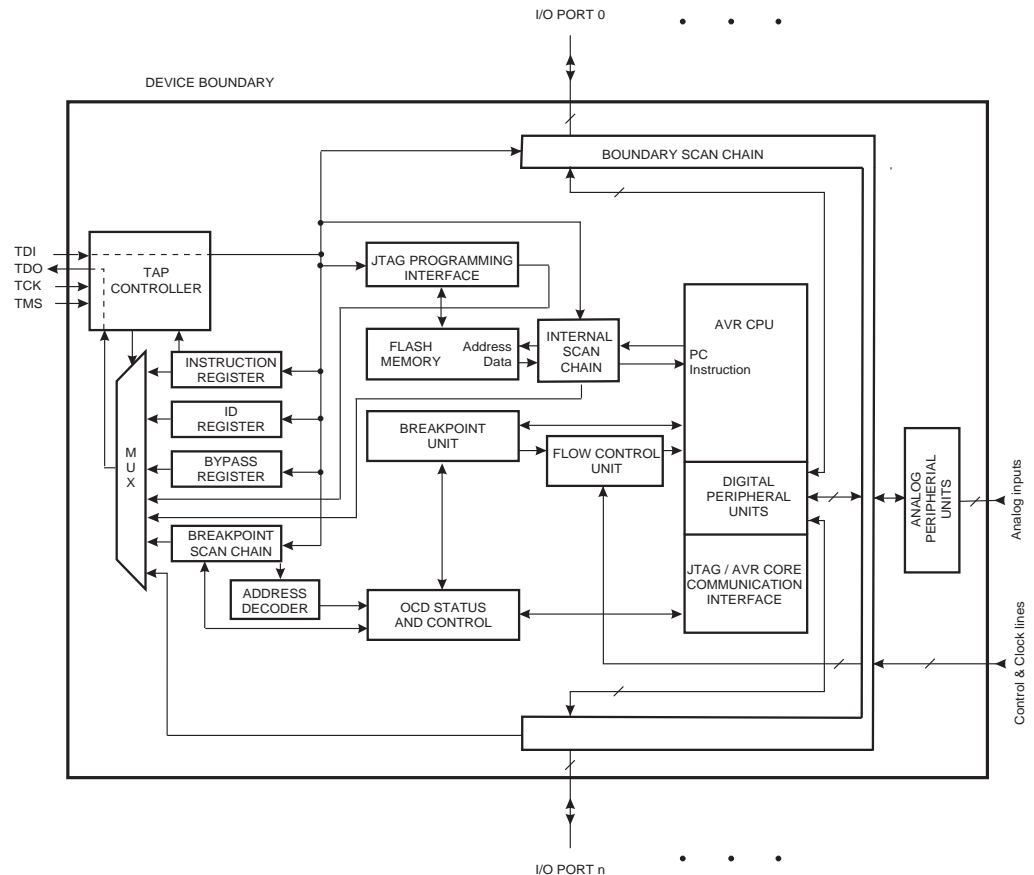 I/O PORT 0
DEVICE BOUNDARY
BOUNDARY SCAN CHAIN
TDI
TDO
TCK
TMS
TAP
CONTROLLER
JTAG PROGRAMMING
INTERFACE
AVR CPU
FLASH
MEMORY
Address
Data
INTERNAL
SCAN
CHAIN
PC
Instruction
INSTRUCTION
REGISTER
ID
REGISTER
BYPASS
REGISTER
MUX
BREAKPOINT
UNIT
FLOW CONTROL
UNIT
DIGITAL
PERIPHERAL
UNITS
ANALOG
PERIPHERIAL
UNITS
Analog inputs
BREAKPOINT
SCAN CHAIN
ADDRESS
DECODER
OCD STATUS
AND CONTROL
JTAG / AVR CORE
COMMUNICATION
INTERFACE
Control & Clock lines
I/O PORT n